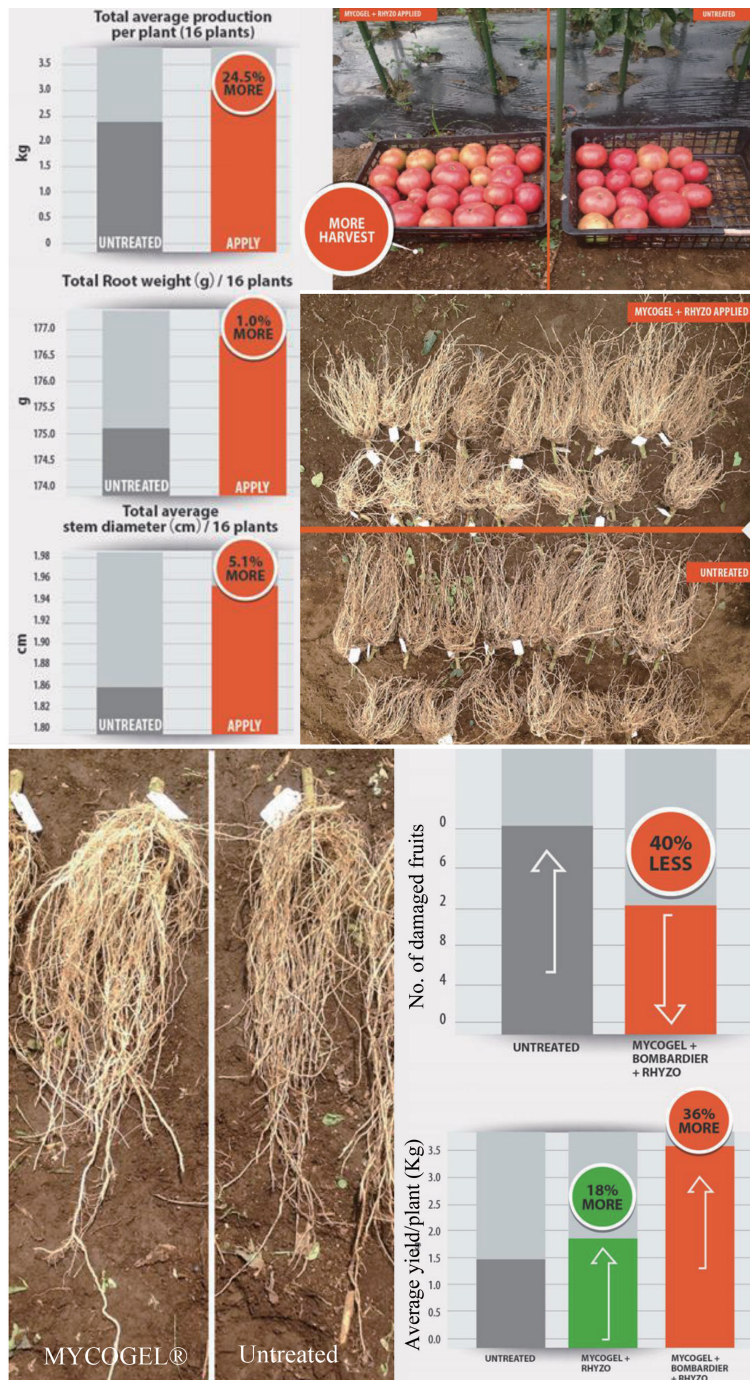 Total average production
per plant (16 plants)
3.5
3.0
2.5
2.0
1.5
1.0
0.5
0
kg
24.5%
MORE
UNTREATED
APPLY
MYCOGEL + RHYZO APPLIED
UNTREATED
MORE
HARVEST
Total Root weight (g) / 16 plants
177.0
176.5
176.0
175.5
175.0
174.5
174.0
g
1.0%
MORE
UNTREATED
APPLY
MYCOGEL + RHYZO APPLIED
UNTREATED
Total average
stem diameter (cm) / 16 plants
1.98
1.96
1.94
1.92
1.90
1.88
1.86
1.82
1.80
cm
5.1%
MORE
UNTREATED
APPLY
MYCOGEL®
Untreated
No. of damaged fruits
0
6
2
8
4
0
40%
LESS
UNTREATED
MYCOGEL +
BOMBARDIER
+ RHYZO
Average yield/plant (Kg)
3.5
3.0
2.5
2.0
1.5
1.0
0.5
0.0
18%
MORE
36%
MORE
UNTREATED
MYCOGEL +
RHYZO
MYCOGEL +
BOMBARDIER
+ RHYZO